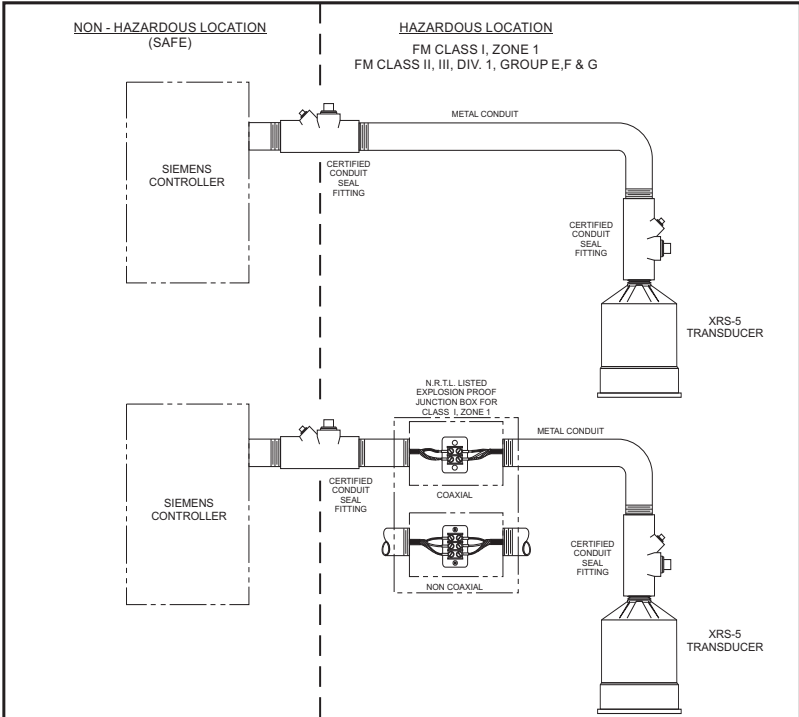 NON - HAZARDOUS LOCATION
(SAFE)
HAZARDOUS LOCATION
FM CLASS I, ZONE 1
FM CLASS II, III, DIV. 1, GROUP E,F & G
SIEMENS
CONTROLLER
METAL CONDUIT
CERTIFIED
CONDUIT
SEAL
FITTING
CERTIFIED
CONDUIT
SEAL
FITTING
XRS-5
TRANSDUCER
N.R.T.L. LISTED
EXPLOSION PROOF
JUNCTION BOX FOR
CLASS I, ZONE 1
METAL CONDUIT
SIEMENS
CONTROLLER
CERTIFIED
CONDUIT
SEAL
FITTING
COAXIAL
NON COAXIAL
CERTIFIED
CONDUIT
SEAL
FITTING
XRS-5
TRANSDUCER